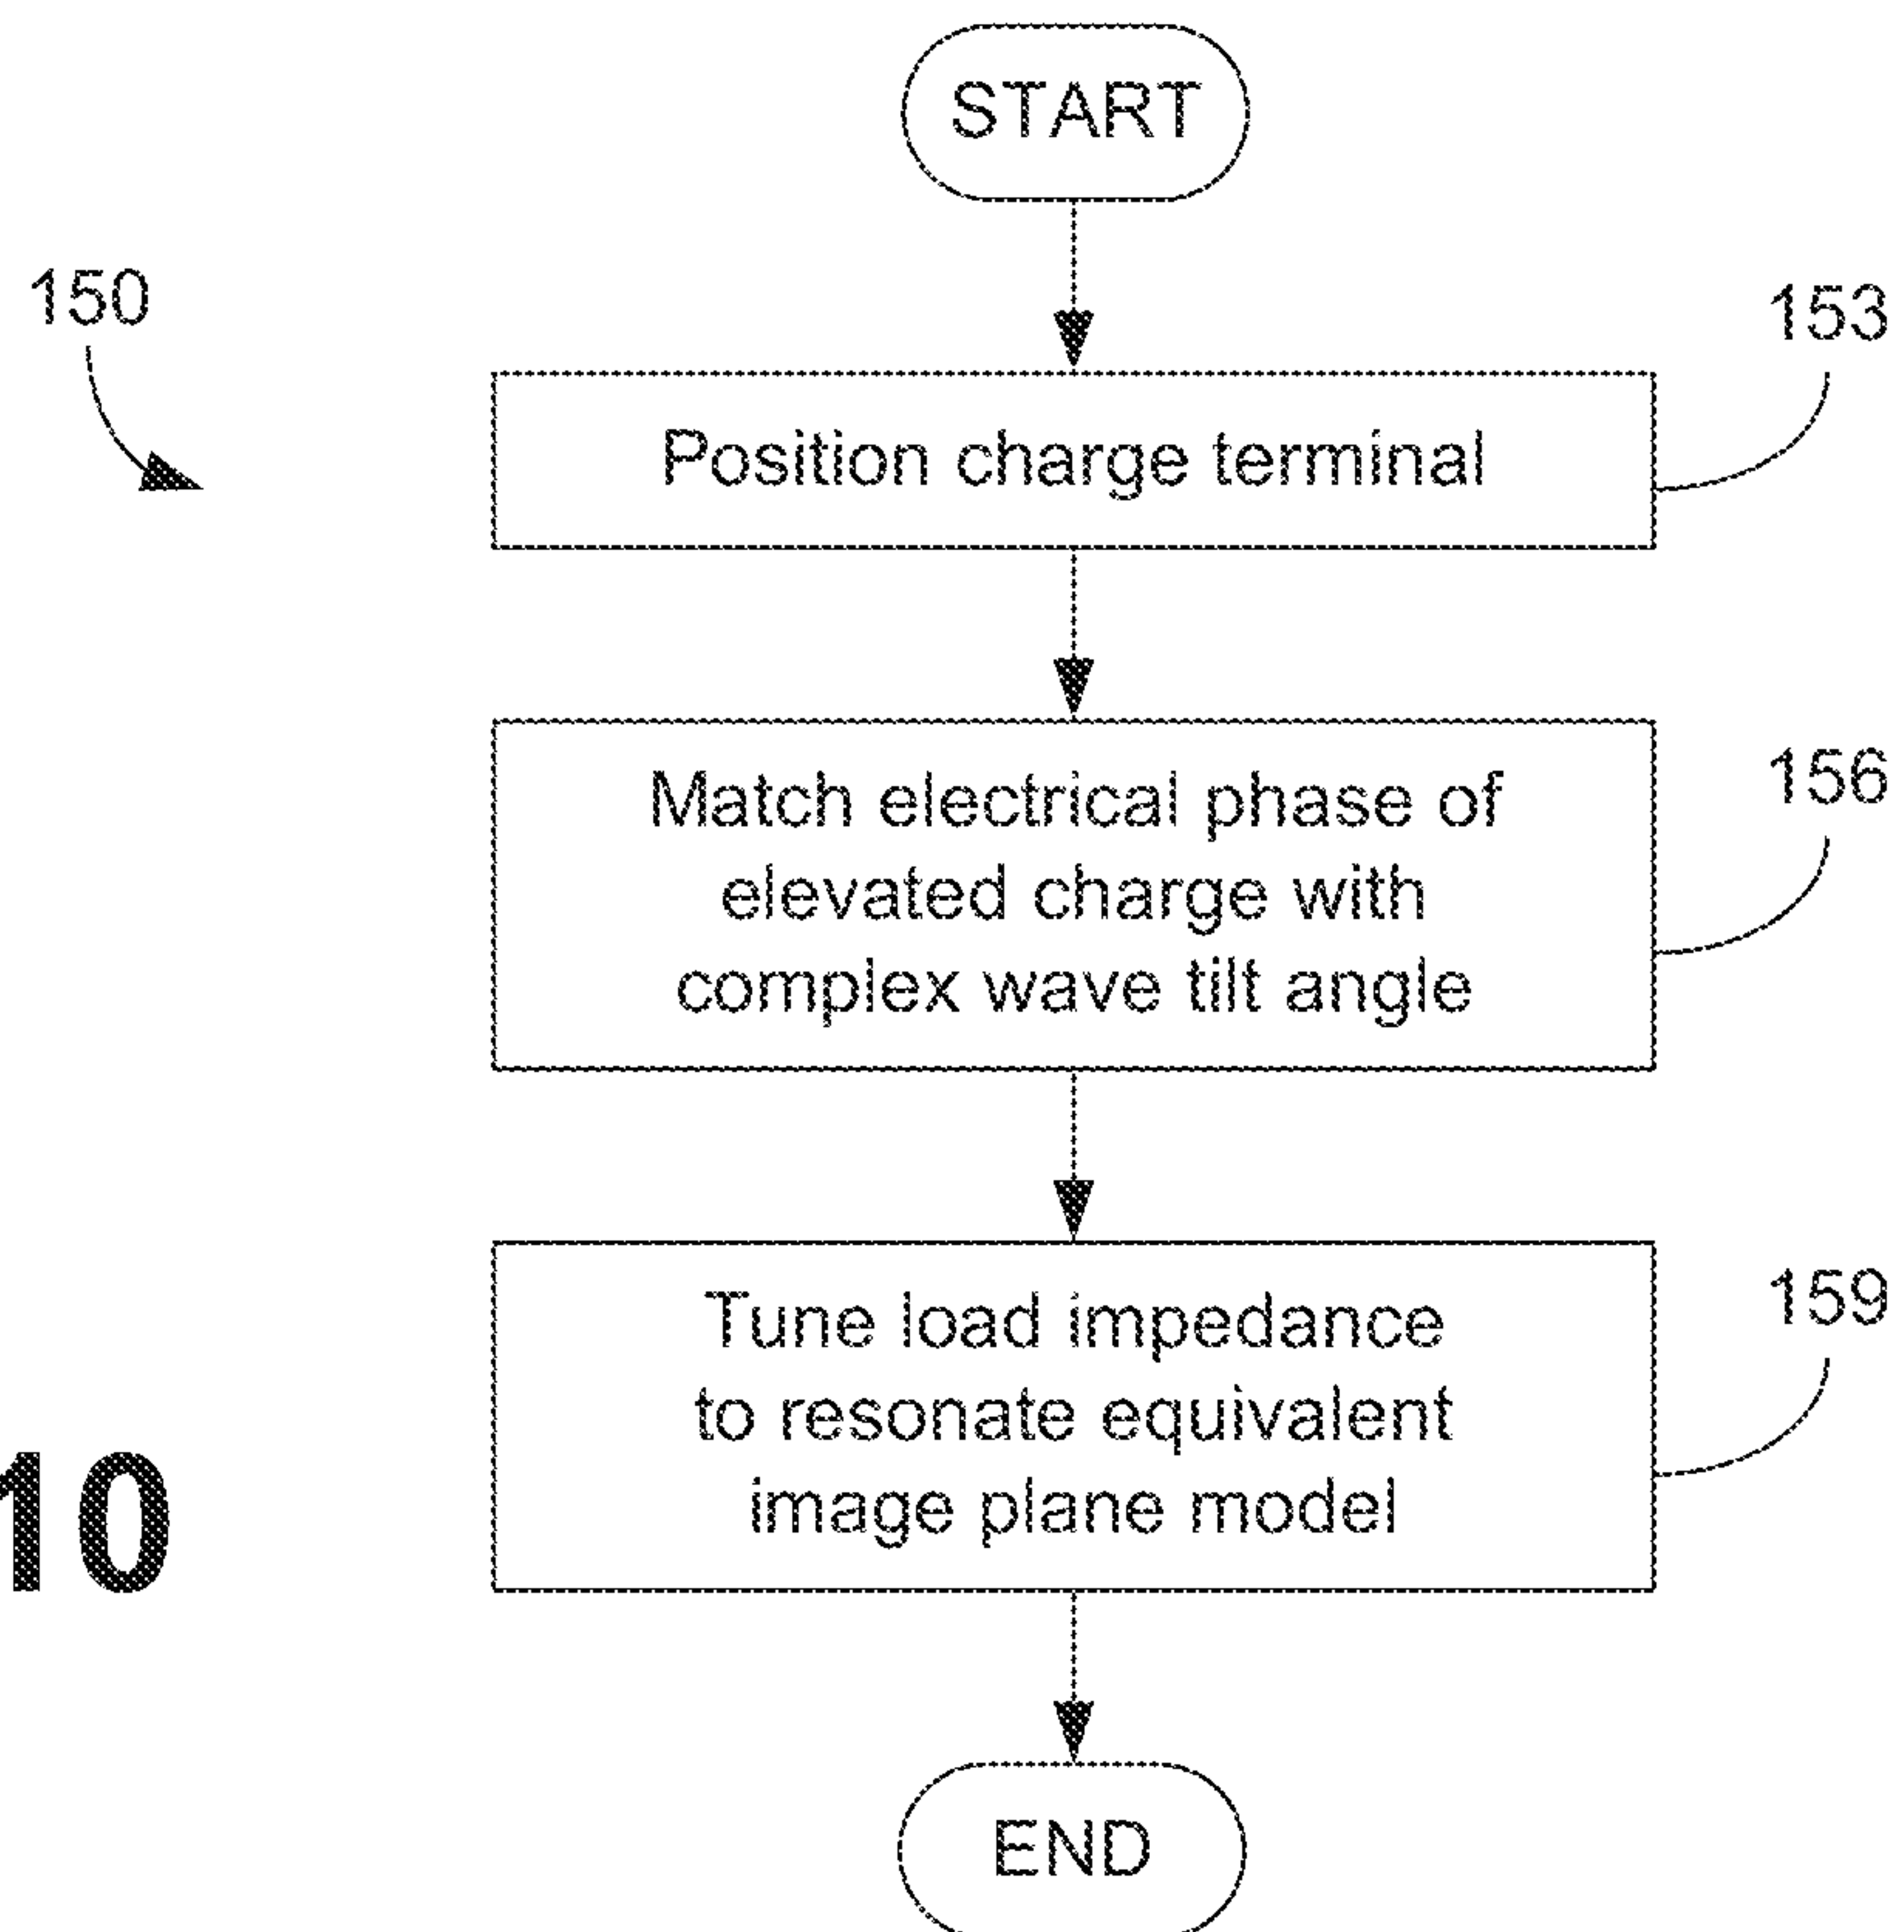 START
150
153
Position charge terminal
156
Match electrical phase of
elevated charge with
complex wave tilt angle
159
Tune load impedance
to resonate equivalent
image plane model
10
END